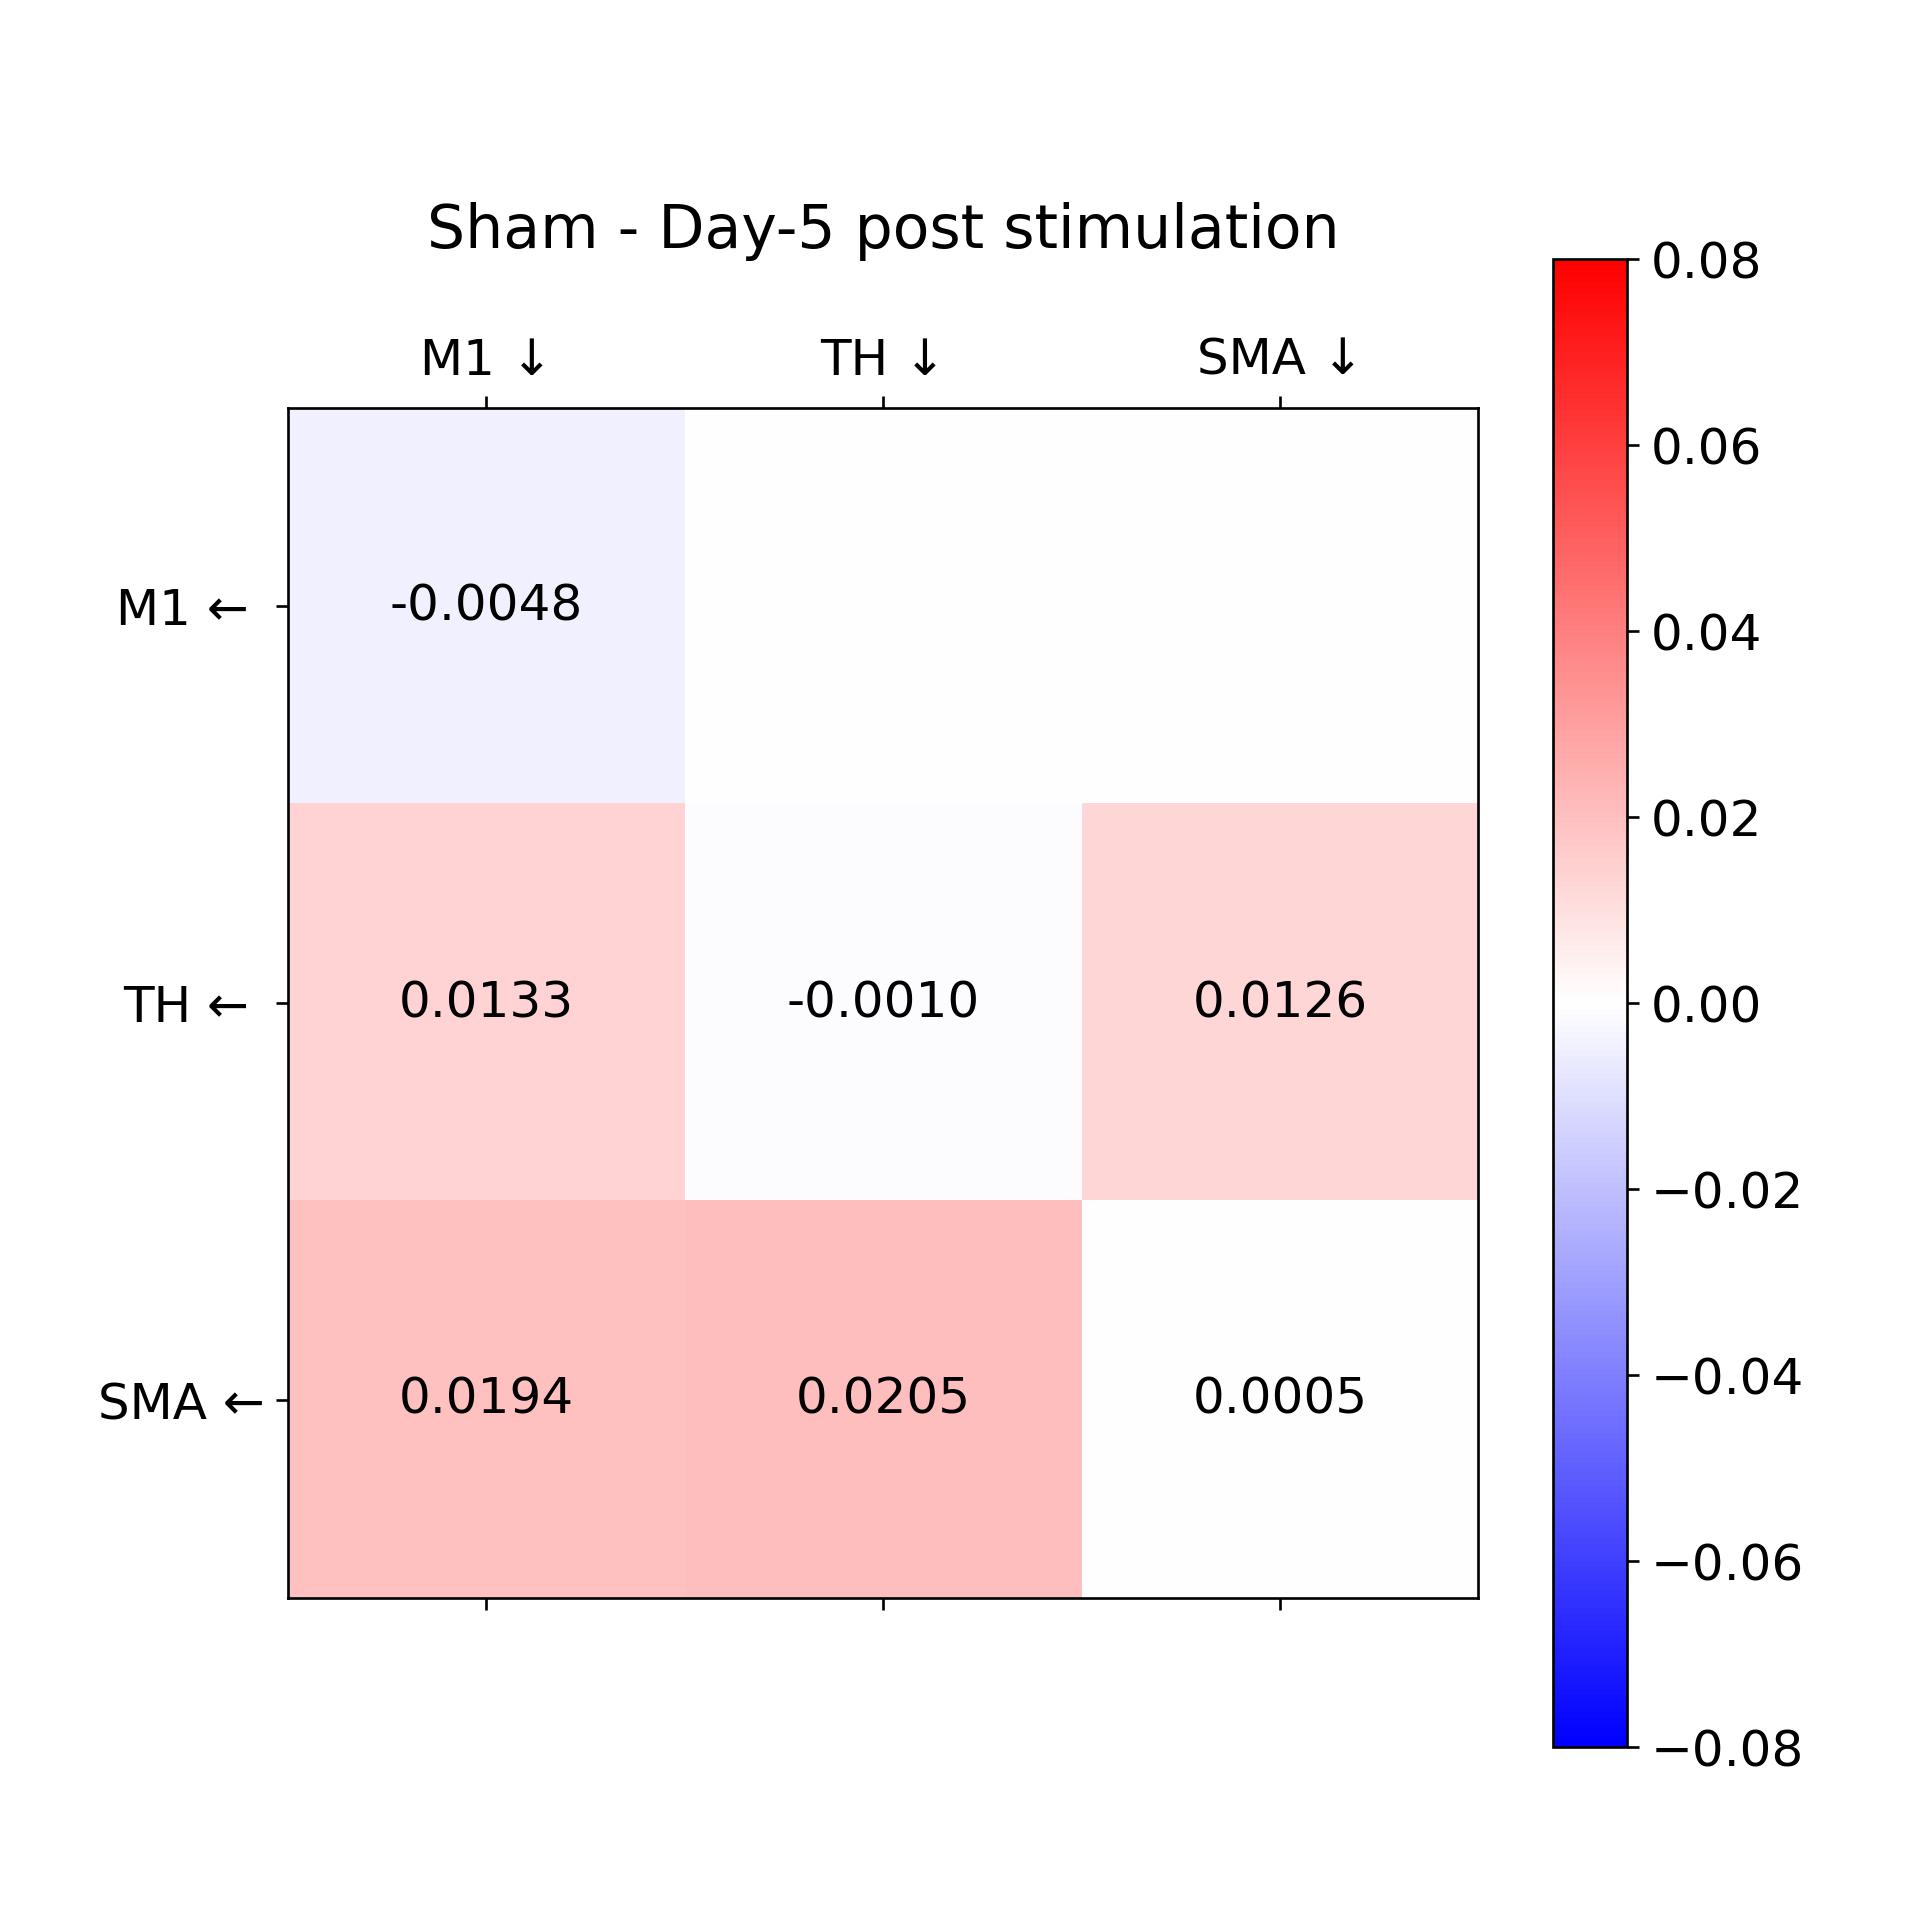 Sham - Day-5 post stimulation
M1 ↓ TH ↓ SMA ↓
M1 ← -0.0048
TH ← 0.0133 -0.0010 0.0126
SMA ← 0.0194 0.0205 0.0005
0.08
0.06
0.04
0.02
0.00
−0.02
−0.04
−0.06
−0.08